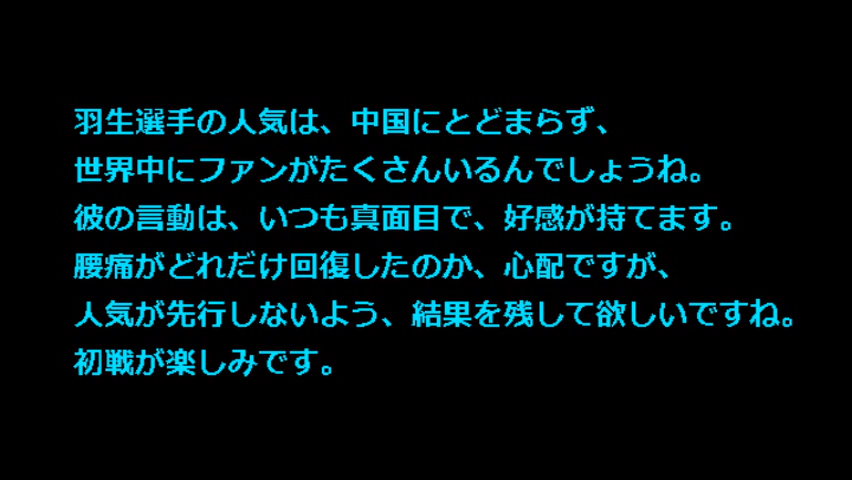 羽生選手の人気は、中国にとどまらず、
世界中にファンがたくさんいるんでしょうね。
彼の言動は、いつも真面目で、好感が持てます。
腰痛がどれだけ回復したのか、心配ですが、
人気が先行しないよう、結果を残して欲しいですね。
初戦が楽しみです。